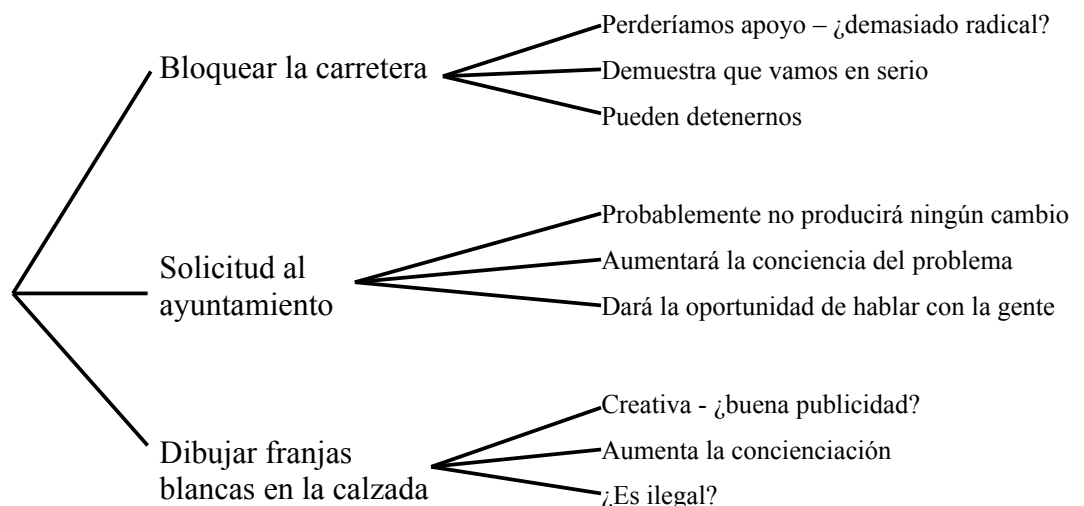 Bloquear la carretera
Perderíamos apoyo – ¿demasiado radical?
Demuestra que vamos en serio
Pueden detenernos
Solicitud al
ayuntamiento
Probablemente no producirá ningún cambio
Aumentará la conciencia del problema
Dará la oportunidad de hablar con la gente
Dibujar franjas
blancas en la calzada
Creativa - ¿buena publicidad?
Aumenta la concienciación
¿Es ilegal?